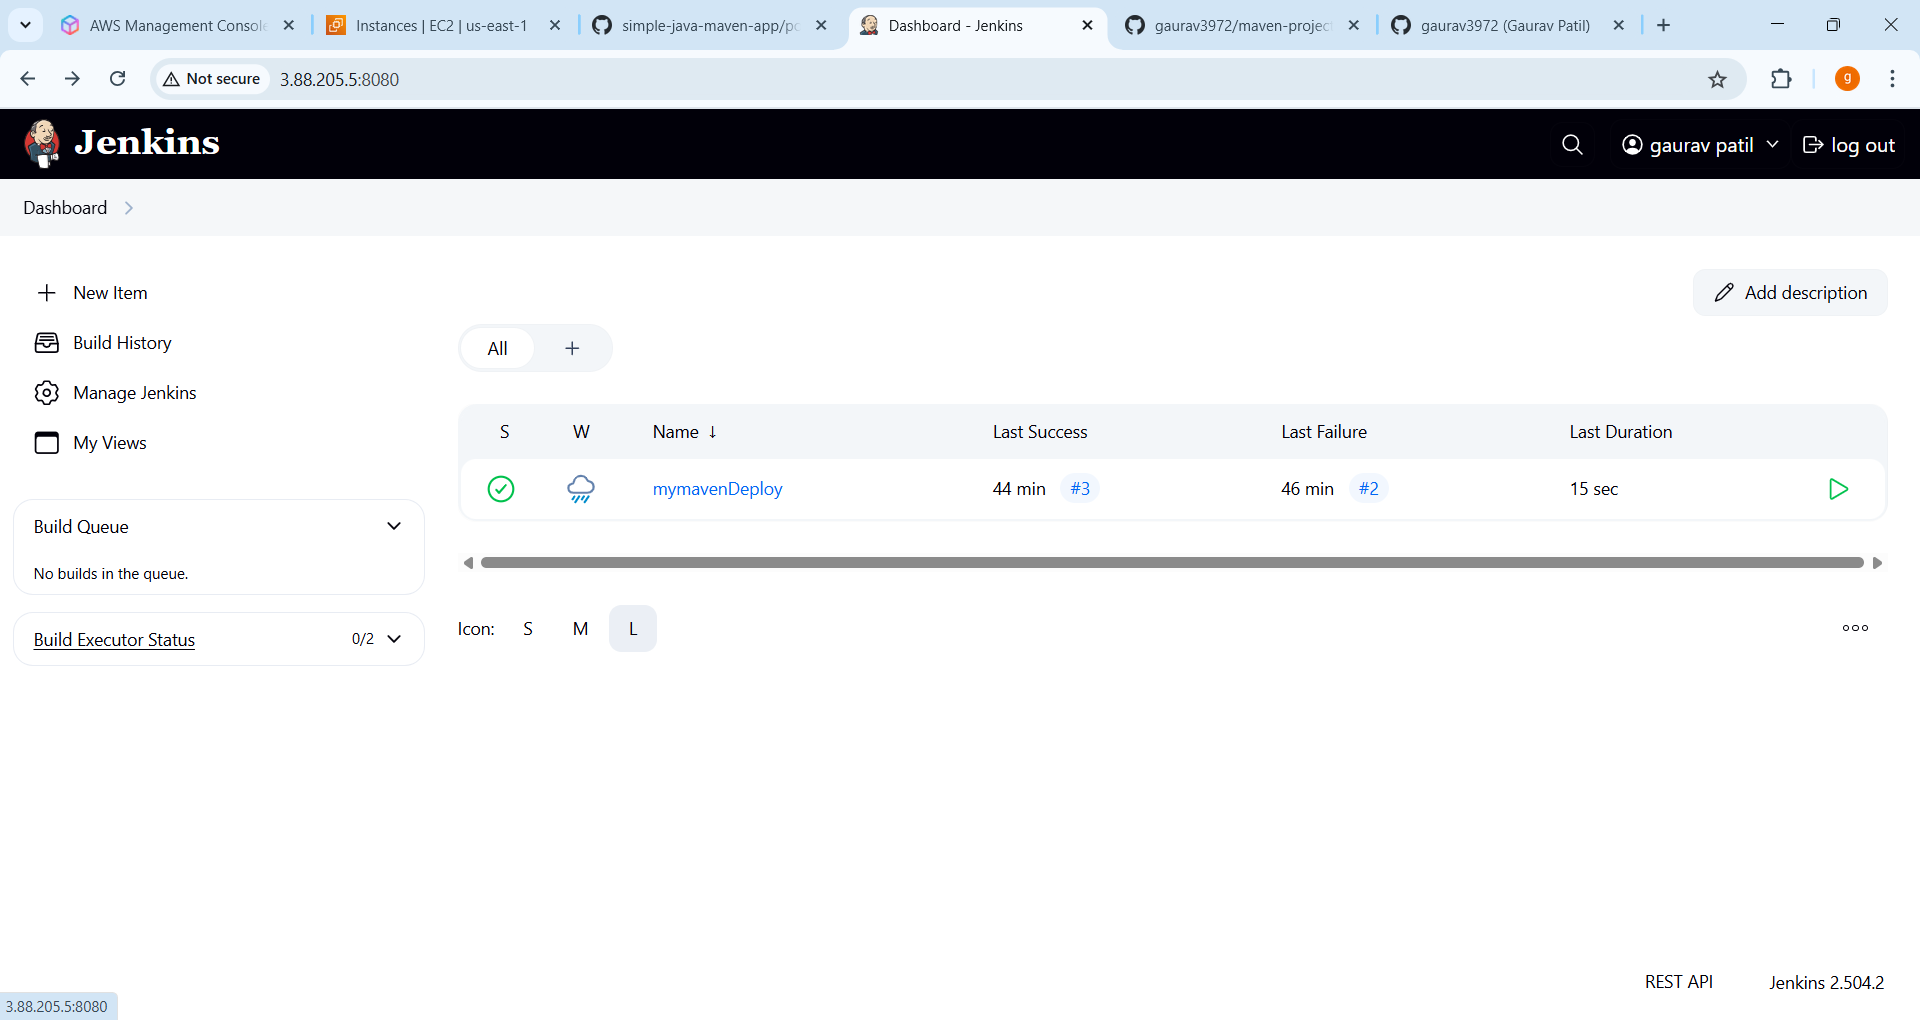 AWS Management Console
Instances | EC2 | us-east-1
simple-java-maven-app/po
Dashboard - Jenkins
gaurav3972/maven-project
gaurav3972 (Gaurav Patil)
Not secure
3.88.205.5:8080
g
Jenkins
gaurav patil
log out
Dashboard
New Item
Build History
Manage Jenkins
My Views
Add description
All
+
S W Name ↓ Last Success Last Failure Last Duration
mymavenDeploy 44 min #3 46 min #2 15 sec
Build Queue
No builds in the queue.
Build Executor Status 0/2
Icon: S M L
REST API
Jenkins 2.504.2
3.88.205.5:8080